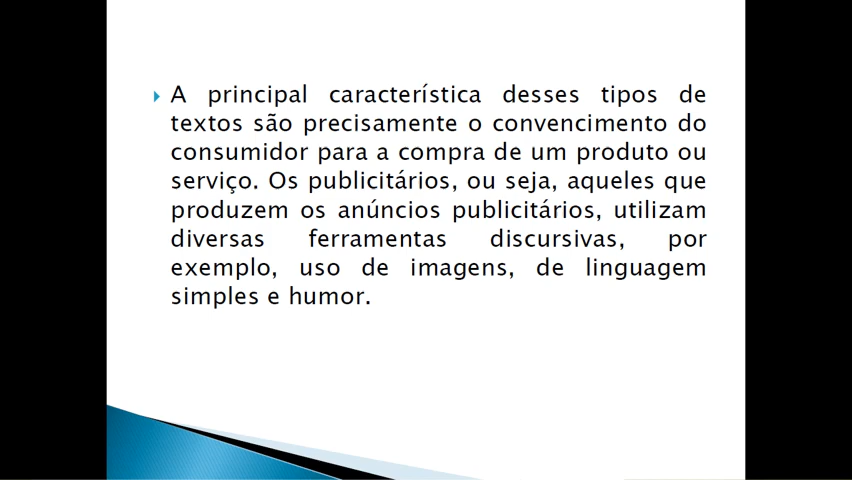 A principal característica desses tipos de
textos são precisamente o convencimento do
consumidor para a compra de um produto ou
serviço. Os publicitários, ou seja, aqueles que
produzem os anúncios publicitários, utilizam
diversas ferramentas discursivas, por
exemplo, uso de imagens, de linguagem
simples e humor.